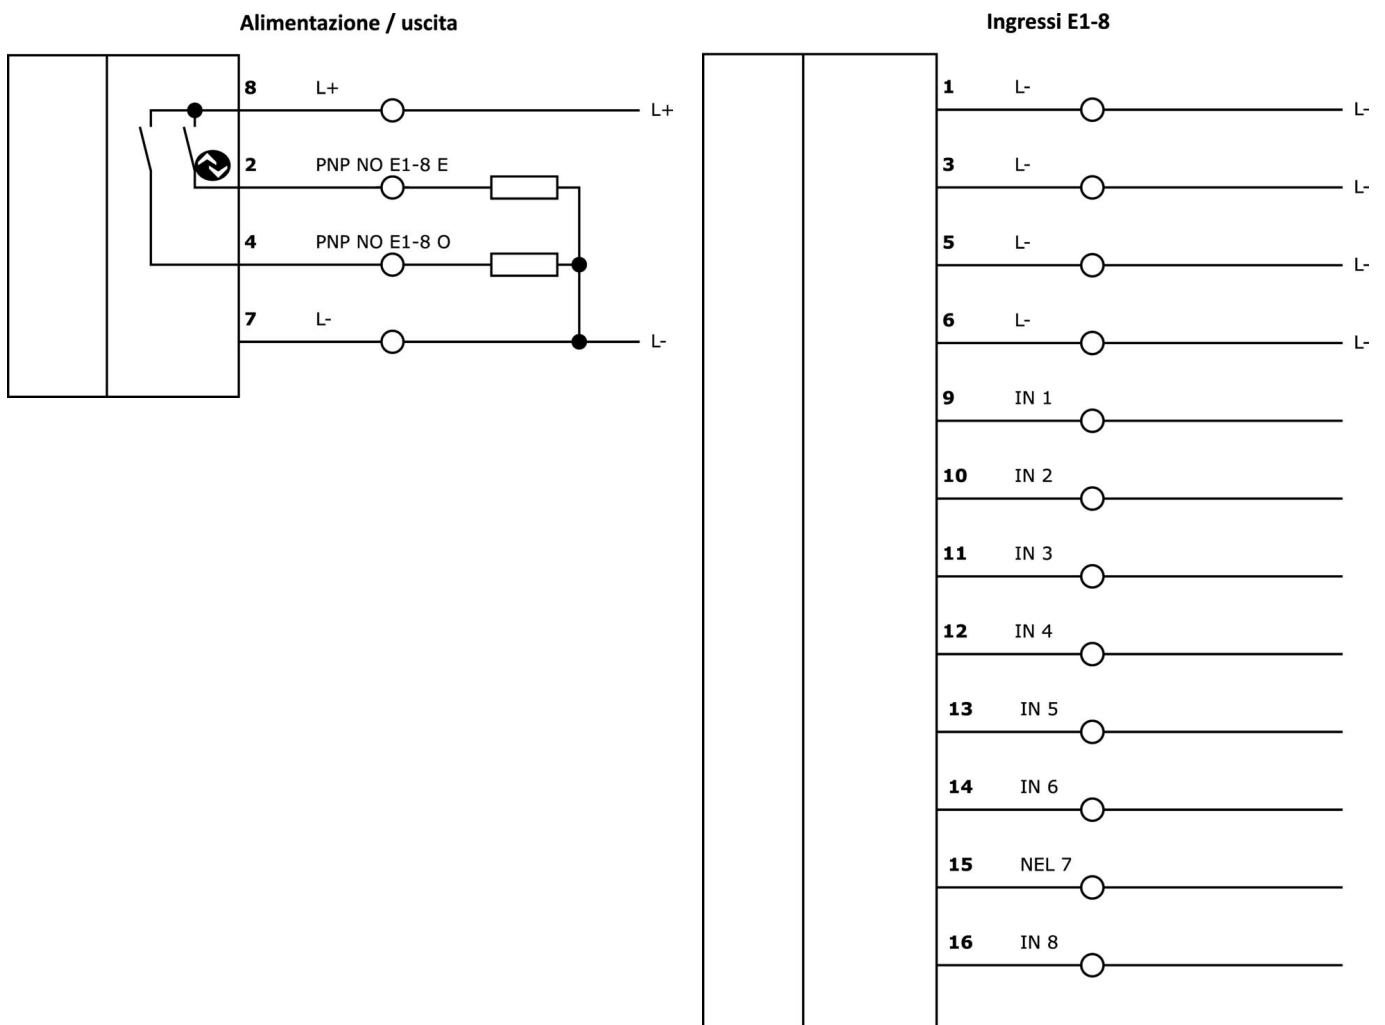 Alimentazione / uscita
8 L+
L+
2 PNP NO E1-8 E
4 PNP NO E1-8 O
7 L-
L-
Ingressi E1-8
1 L-
L-
3 L-
L-
5 L-
L-
6 L-
L-
9 IN 1
10 IN 2
11 IN 3
12 IN 4
13 IN 5
14 IN 6
15 NEL 7
16 IN 8